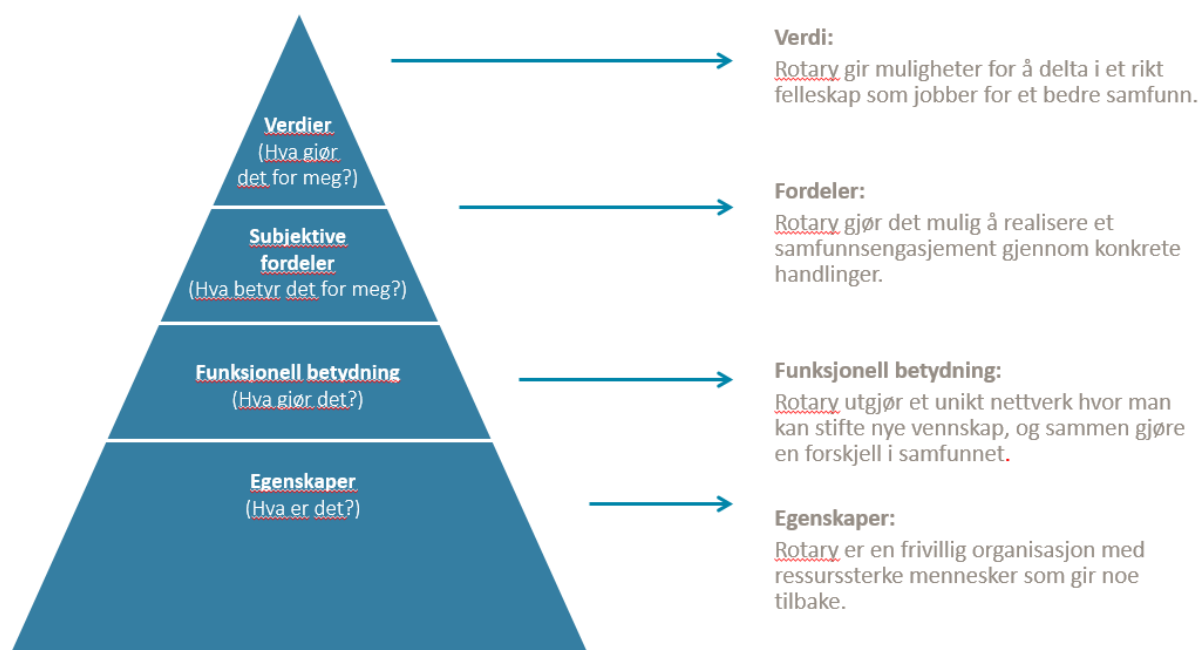 Verdier
(Hva gjør
det for meg?)
Subjektive
fordeler
(Hva betyr det for meg?)
Funksjonell betydning
(Hva gjør det?)
Egenskaper
(Hva er det?)
Verdi:
Rotary gir muligheter for å delta i et rikt
felleskap som jobber for et bedre samfunn.
Fordeler:
Rotary gjør det mulig å realisere et
samfunnsengasjement gjennom konkrete
handlinger.
Funksjonell betydning:
Rotary utgjør et unikt nettverk hvor man
kan stifte nye vennskap, og sammen gjøre
en forskjell i samfunnet.
Egenskaper:
Rotary er en frivillig organisasjon med
ressurssterke mennesker som gir noe
tilbake.